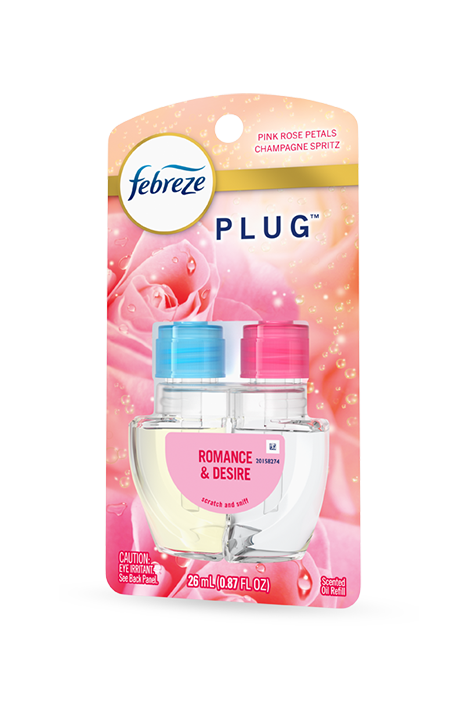 PINK ROSE PETALS
CHAMPAGNE SPRITZ
febreze
PLUG™
ROMANCE
& DESIRE
20158274
scratch and sniff
CAUTION:
EYE IRRITANT.
See Back Panel.
26 mL (0.87 FL OZ)
Scented
Oil Refill